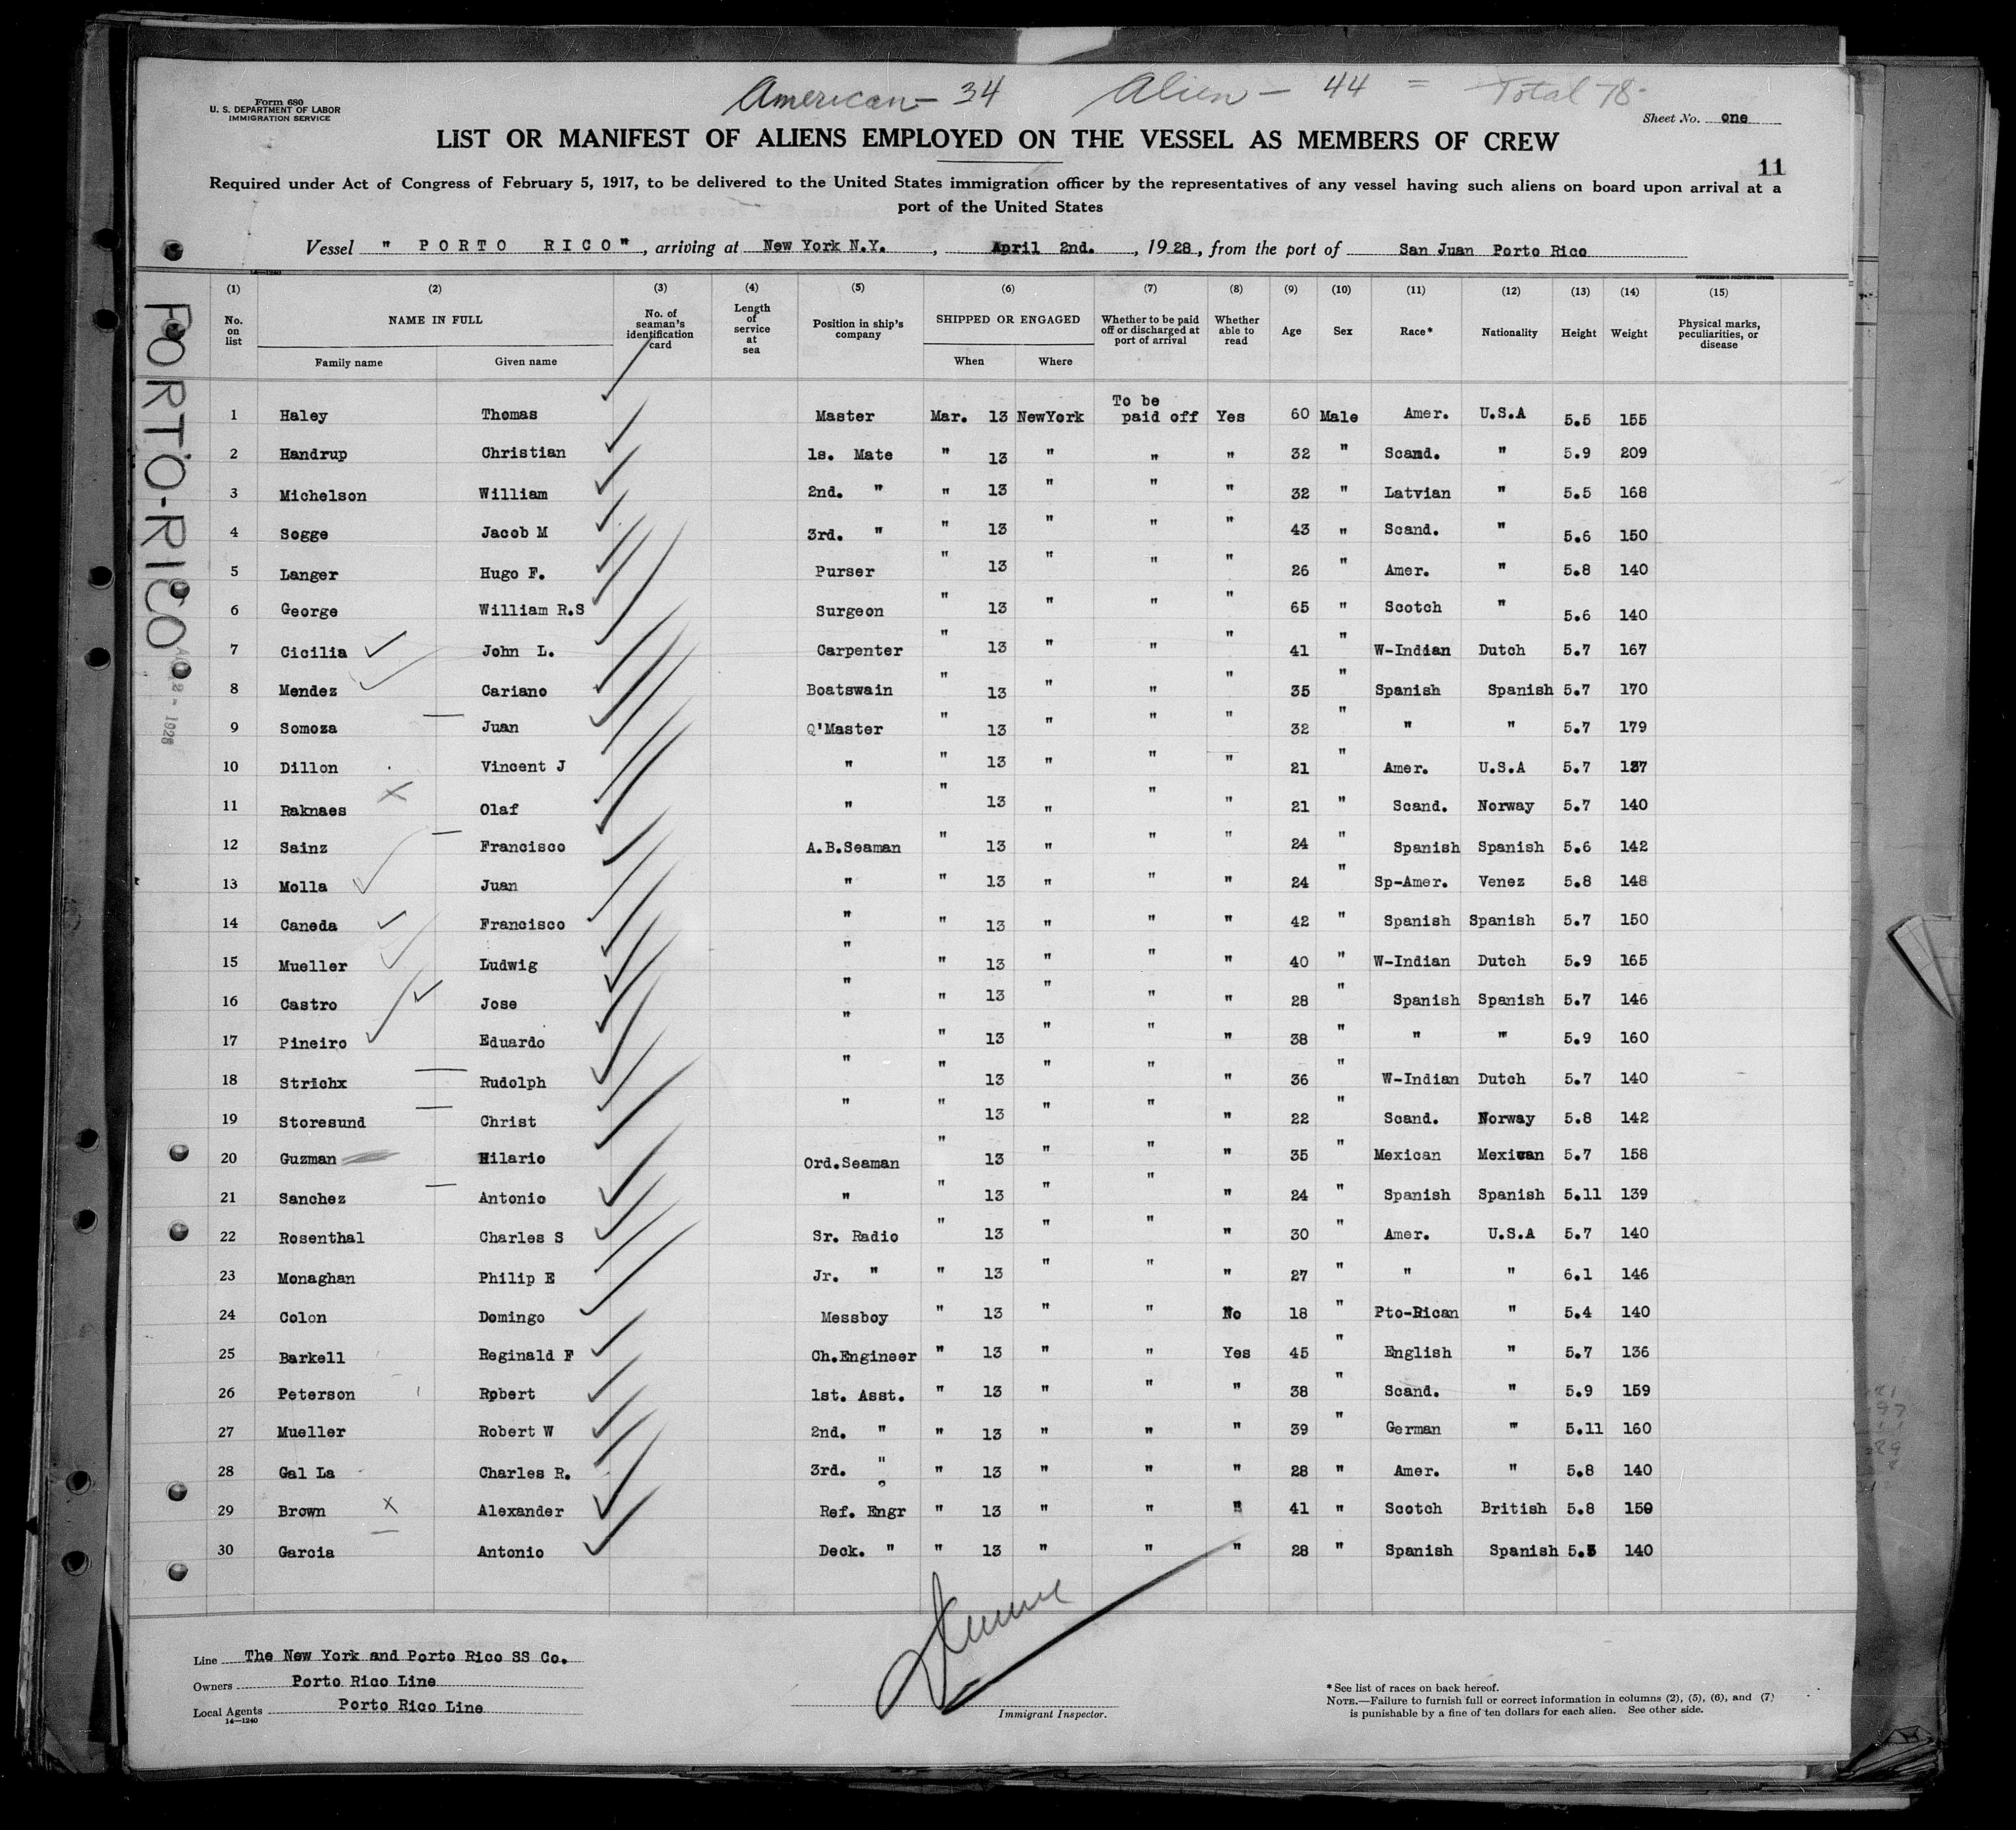 American - 34 Alien - 44 = Total 78-
Form 680
U. S. DEPARTMENT OF LABOR
IMMIGRATION SERVICE
Sheet No. one
LIST OR MANIFEST OF ALIENS EMPLOYED ON THE VESSEL AS MEMBERS OF CREW
11
Required under Act of Congress of February 5, 1917, to be delivered to the United States immigration officer by the representatives of any vessel having such aliens on board upon arrival at a
port of the United States
Vessel " PORTO RICO", arriving at New York N.Y., April 2nd., 1928, from the port of San Juan Porto Rico
14-1240
GOVERNMENT PRINTING OFFICE
(1) (2) (3) (4) (5) (6) (7) (8) (9) (10) (11) (12) (13) (14) (15)
No. on list NAME IN FULL Family name Given name No. of seaman's identification card Length of service at sea Position in ship's company SHIPPED OR ENGAGED When Where Whether to be paid off or discharged at port of arrival Whether able to read Age Sex Race* Nationality Height Weight Physical marks, peculiarities, or disease
1 Haley Thomas Master Mar. 13 NewYork To be paid off Yes 60 Male Amer. U.S.A 5.5 155
2 Handrup Christian 1s. Mate " 13 " " " 32 " Scand. " 5.9 209
3 Michelson William 2nd. " " 13 " " " 32 " Latvian " 5.5 168
4 Sogge Jacob M 3rd. " " 13 " " " 43 " Scand. " 5.6 150
5 Langer Hugo F. Purser " 13 " " " 26 " Amer. " 5.8 140
6 George William R.S Surgeon " 13 " " " 65 " Scotch " 5.6 140
7 Cicilia John L. Carpenter " 13 " " " 41 " W-Indian Dutch 5.7 167
8 Mendez Cariano Boatswain " 13 " " " 35 " Spanish Spanish 5.7 170
9 Somoza Juan Q'Master " 13 " " " 32 " " " 5.7 179
10 Dillon Vincent J " " 13 " " " 21 " Amer. U.S.A 5.7 137
11 Raknaes Olaf " " 13 " " " 21 " Scand. Norway 5.7 140
12 Sainz Francisco A.B.Seaman " 13 " " " 24 " Spanish Spanish 5.6 142
13 Molla Juan " " 13 " " " 24 " Sp-Amer. Venez 5.8 148
14 Caneda Francisco " " 13 " " " 42 " Spanish Spanish 5.7 150
15 Mueller Ludwig " " 13 " " " 40 " W-Indian Dutch 5.9 165
16 Castro Jose " " 13 " " " 28 " Spanish Spanish 5.7 146
17 Pineiro Eduardo " " 13 " " " 38 " " " 5.9 160
18 Strichx Rudolph " " 13 " " " 36 " W-Indian Dutch 5.7 140
19 Storesund Christ " " 13 " " " 22 " Scand. Norway 5.8 142
20 Guzman Hilario Ord.Seaman " 13 " " " 35 " Mexican Mexican 5.7 158
21 Sanchez Antonio " " 13 " " " 24 " Spanish Spanish 5.11 139
22 Rosenthal Charles S Sr. Radio " 13 " " " 30 " Amer. U.S.A 5.7 140
23 Monaghan Philip E Jr. " " 13 " " " 27 " " " 6.1 146
24 Colon Domingo Messboy " 13 " " No 18 " Pto-Rican " 5.4 140
25 Barkell Reginald F Ch.Engineer " 13 " " Yes 45 " English " 5.7 136
26 Peterson Robert 1st. Asst. " 13 " " " 38 " Scand. " 5.9 159
27 Mueller Robert W 2nd. " " 13 " " " 39 " German " 5.11 160
28 Gal La Charles R. 3rd. " " 13 " " " 28 " Amer. " 5.8 140
29 Brown Alexander Ref. Engr " 13 " " " 41 " Scotch British 5.8 150
30 Garcia Antonio Deck. " " 13 " " " 28 " Spanish Spanish 5.5 140
PORTO-RICO
1928
Line The New York and Porto Rico SS Co.
Owners Porto Rico Line
Local Agents Porto Rico Line
14-1240
Immigrant Inspector.
*See list of races on back hereof.
NOTE.—Failure to furnish full or correct information in columns (2), (5), (6), and (7)
is punishable by a fine of ten dollars for each alien. See other side.